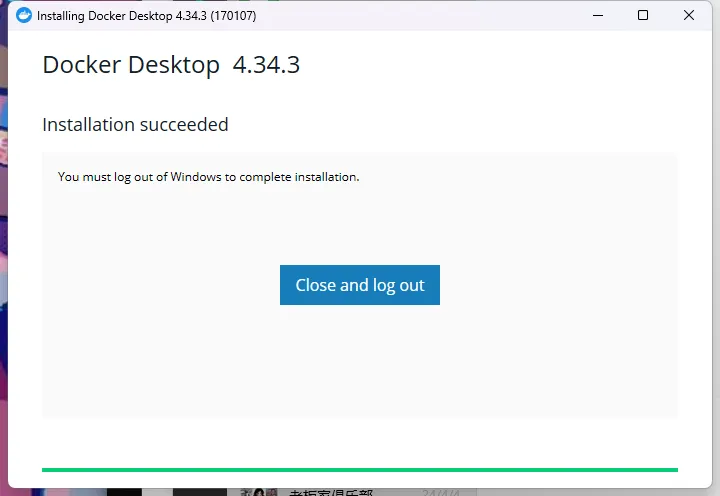 Installing Docker Desktop 4.34.3 (170107)
Docker Desktop 4.34.3
Installation succeeded
You must log out of Windows to complete installation.
Close and log out